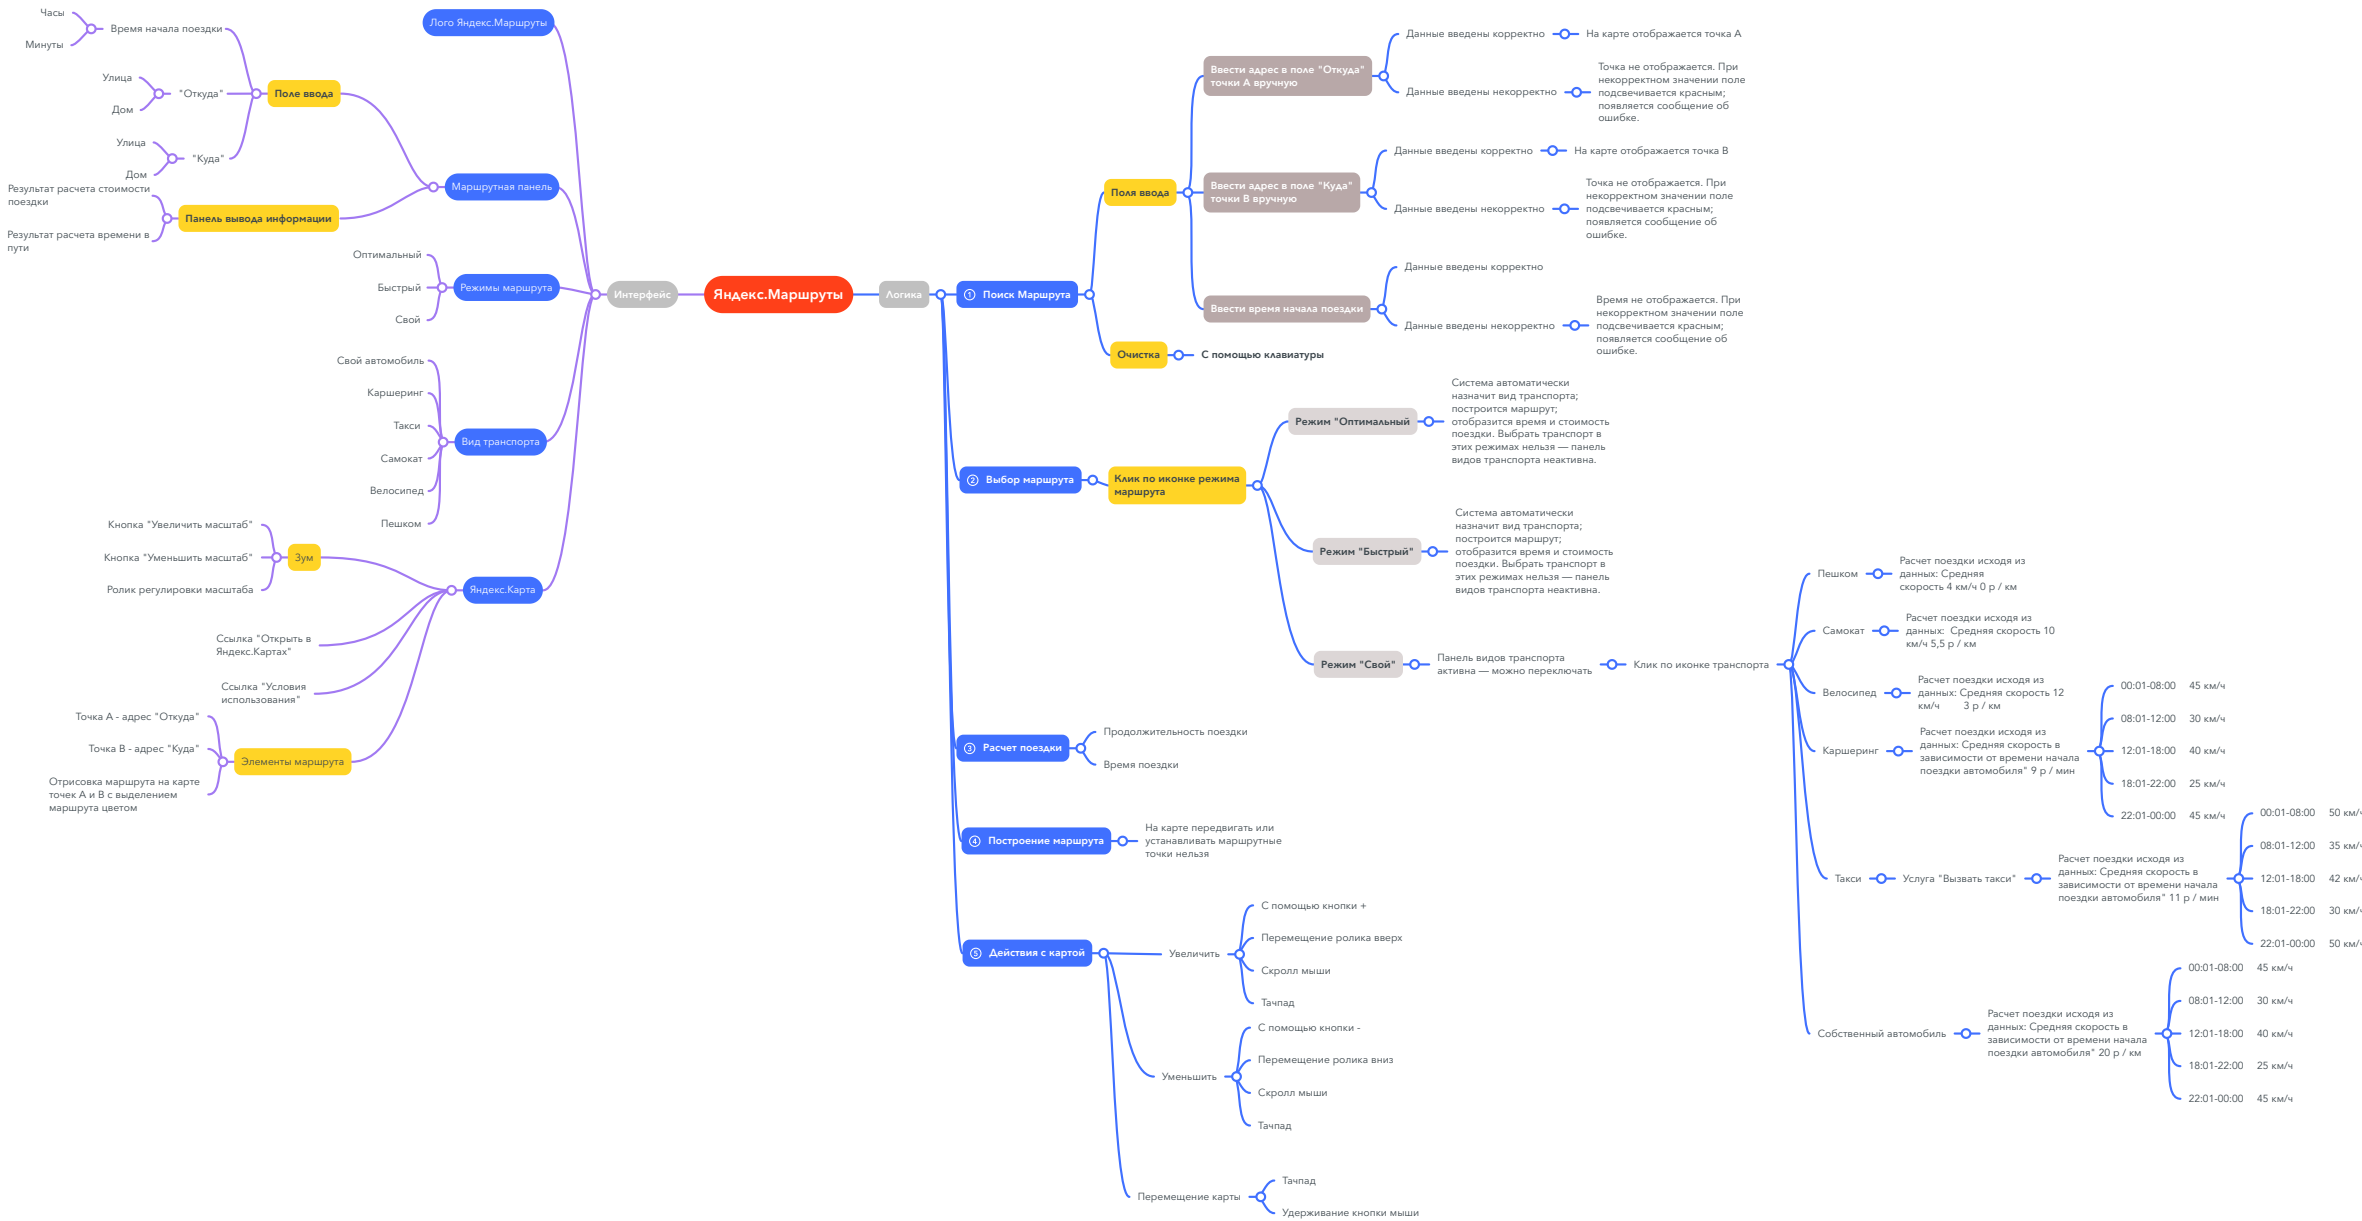 Яндекс.Маршруты
Интерфейс
Лого Яндекс.Маршруты
Маршрутная панель
Поле ввода
Время начала поездки
Часы
Минуты
"Откуда"
Улица
Дом
"Куда"
Улица
Дом
Панель вывода информации
Результат расчета стоимости
поездки
Результат расчета времени в
пути
Режимы маршрута
Оптимальный
Быстрый
Свой
Вид транспорта
Свой автомобиль
Каршеринг
Такси
Самокат
Велосипед
Пешком
Яндекс.Карта
Зум
Кнопка "Увеличить масштаб"
Кнопка "Уменьшить масштаб"
Ролик регулировки масштаба
Ссылка "Открыть в
Яндекс.Картах"
Ссылка "Условия
использования"
Элементы маршрута
Точка А - адрес "Откуда"
Точка В - адрес "Куда"
Отрисовка маршрута на карте
точек А и В с выделением
маршрута цветом
Логика
1 Поиск Маршрута
Поля ввода
Ввести адрес в поле "Откуда"
точки А вручную
Данные введены корректно
На карте отображается точка А
Данные введены некорректно
Точка не отображается. При
некорректном значении поле
подсвечивается красным;
появляется сообщение об
ошибке.
Ввести адрес в поле "Куда"
точки В вручную
Данные введены корректно
На карте отображается точка В
Данные введены некорректно
Точка не отображается. При
некорректном значении поле
подсвечивается красным;
появляется сообщение об
ошибке.
Ввести время начала поездки
Данные введены корректно
Данные введены некорректно
Время не отображается. При
некорректном значении поле
подсвечивается красным;
появляется сообщение об
ошибке.
Очистка
С помощью клавиатуры
2 Выбор маршрута
Клик по иконке режима
маршрута
Режим "Оптимальный
Система автоматически
назначит вид транспорта;
построится маршрут;
отобразится время и стоимость
поездки. Выбрать транспорт в
этих режимах нельзя — панель
видов транспорта неактивна.
Режим "Быстрый"
Система автоматически
назначит вид транспорта;
построится маршрут;
отобразится время и стоимость
поездки. Выбрать транспорт в
этих режимах нельзя — панель
видов транспорта неактивна.
Режим "Свой"
Панель видов транспорта
активна — можно переключать
Клик по иконке транспорта
Пешком
Расчет поездки исходя из
данных: Средняя
скорость 4 км/ч 0 р / км
Самокат
Расчет поездки исходя из
данных: Средняя скорость 10
км/ч 5,5 р / км
Велосипед
Расчет поездки исходя из
данных: Средняя скорость 12
км/ч 3 р / км
Каршеринг
Расчет поездки исходя из
данных: Средняя скорость в
зависимости от времени начала
поездки автомобиля" 9 р / мин
00:01-08:00 45 км/ч
08:01-12:00 30 км/ч
12:01-18:00 40 км/ч
18:01-22:00 25 км/ч
22:01-00:00 45 км/ч
Такси
Услуга "Вызвать такси"
Расчет поездки исходя из
данных: Средняя скорость в
зависимости от времени начала
поездки автомобиля" 11 р / мин
00:01-08:00 50 км/ч
08:01-12:00 35 км/ч
12:01-18:00 42 км/ч
18:01-22:00 30 км/ч
22:01-00:00 50 км/ч
Собственный автомобиль
Расчет поездки исходя из
данных: Средняя скорость в
зависимости от времени начала
поездки автомобиля" 20 р / км
00:01-08:00 45 км/ч
08:01-12:00 30 км/ч
12:01-18:00 40 км/ч
18:01-22:00 25 км/ч
22:01-00:00 45 км/ч
3 Расчет поездки
Продолжительность поездки
Время поездки
4 Построение маршрута
На карте передвигать или
устанавливать маршрутные
точки нельзя
5 Действия с картой
Увеличить
С помощью кнопки +
Перемещение ролика вверх
Скролл мыши
Тачпад
Уменьшить
С помощью кнопки -
Перемещение ролика вниз
Скролл мыши
Тачпад
Перемещение карты
Тачпад
Удерживание кнопки мыши